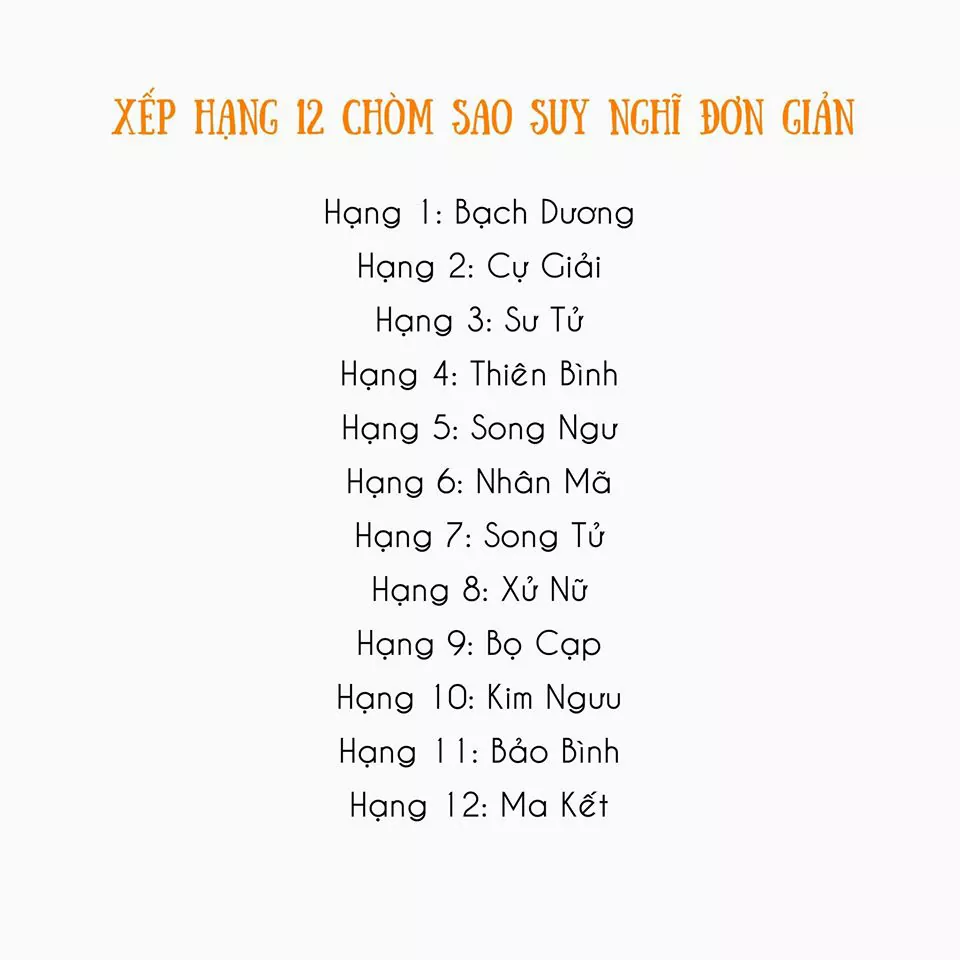 XẾP HẠNG 12 CHÒM SAO SUY NGHĨ ĐƠN GIẢN
Hạng 1: Bạch Dương
Hạng 2: Cự Giải
Hạng 3: Sư Tử
Hạng 4: Thiên Bình
Hạng 5: Song Ngư
Hạng 6: Nhân Mã
Hạng 7: Song Tử
Hạng 8: Xử Nữ
Hạng 9: Bọ Cạp
Hạng 10: Kim Ngưu
Hạng 11: Bảo Bình
Hạng 12: Ma Kết